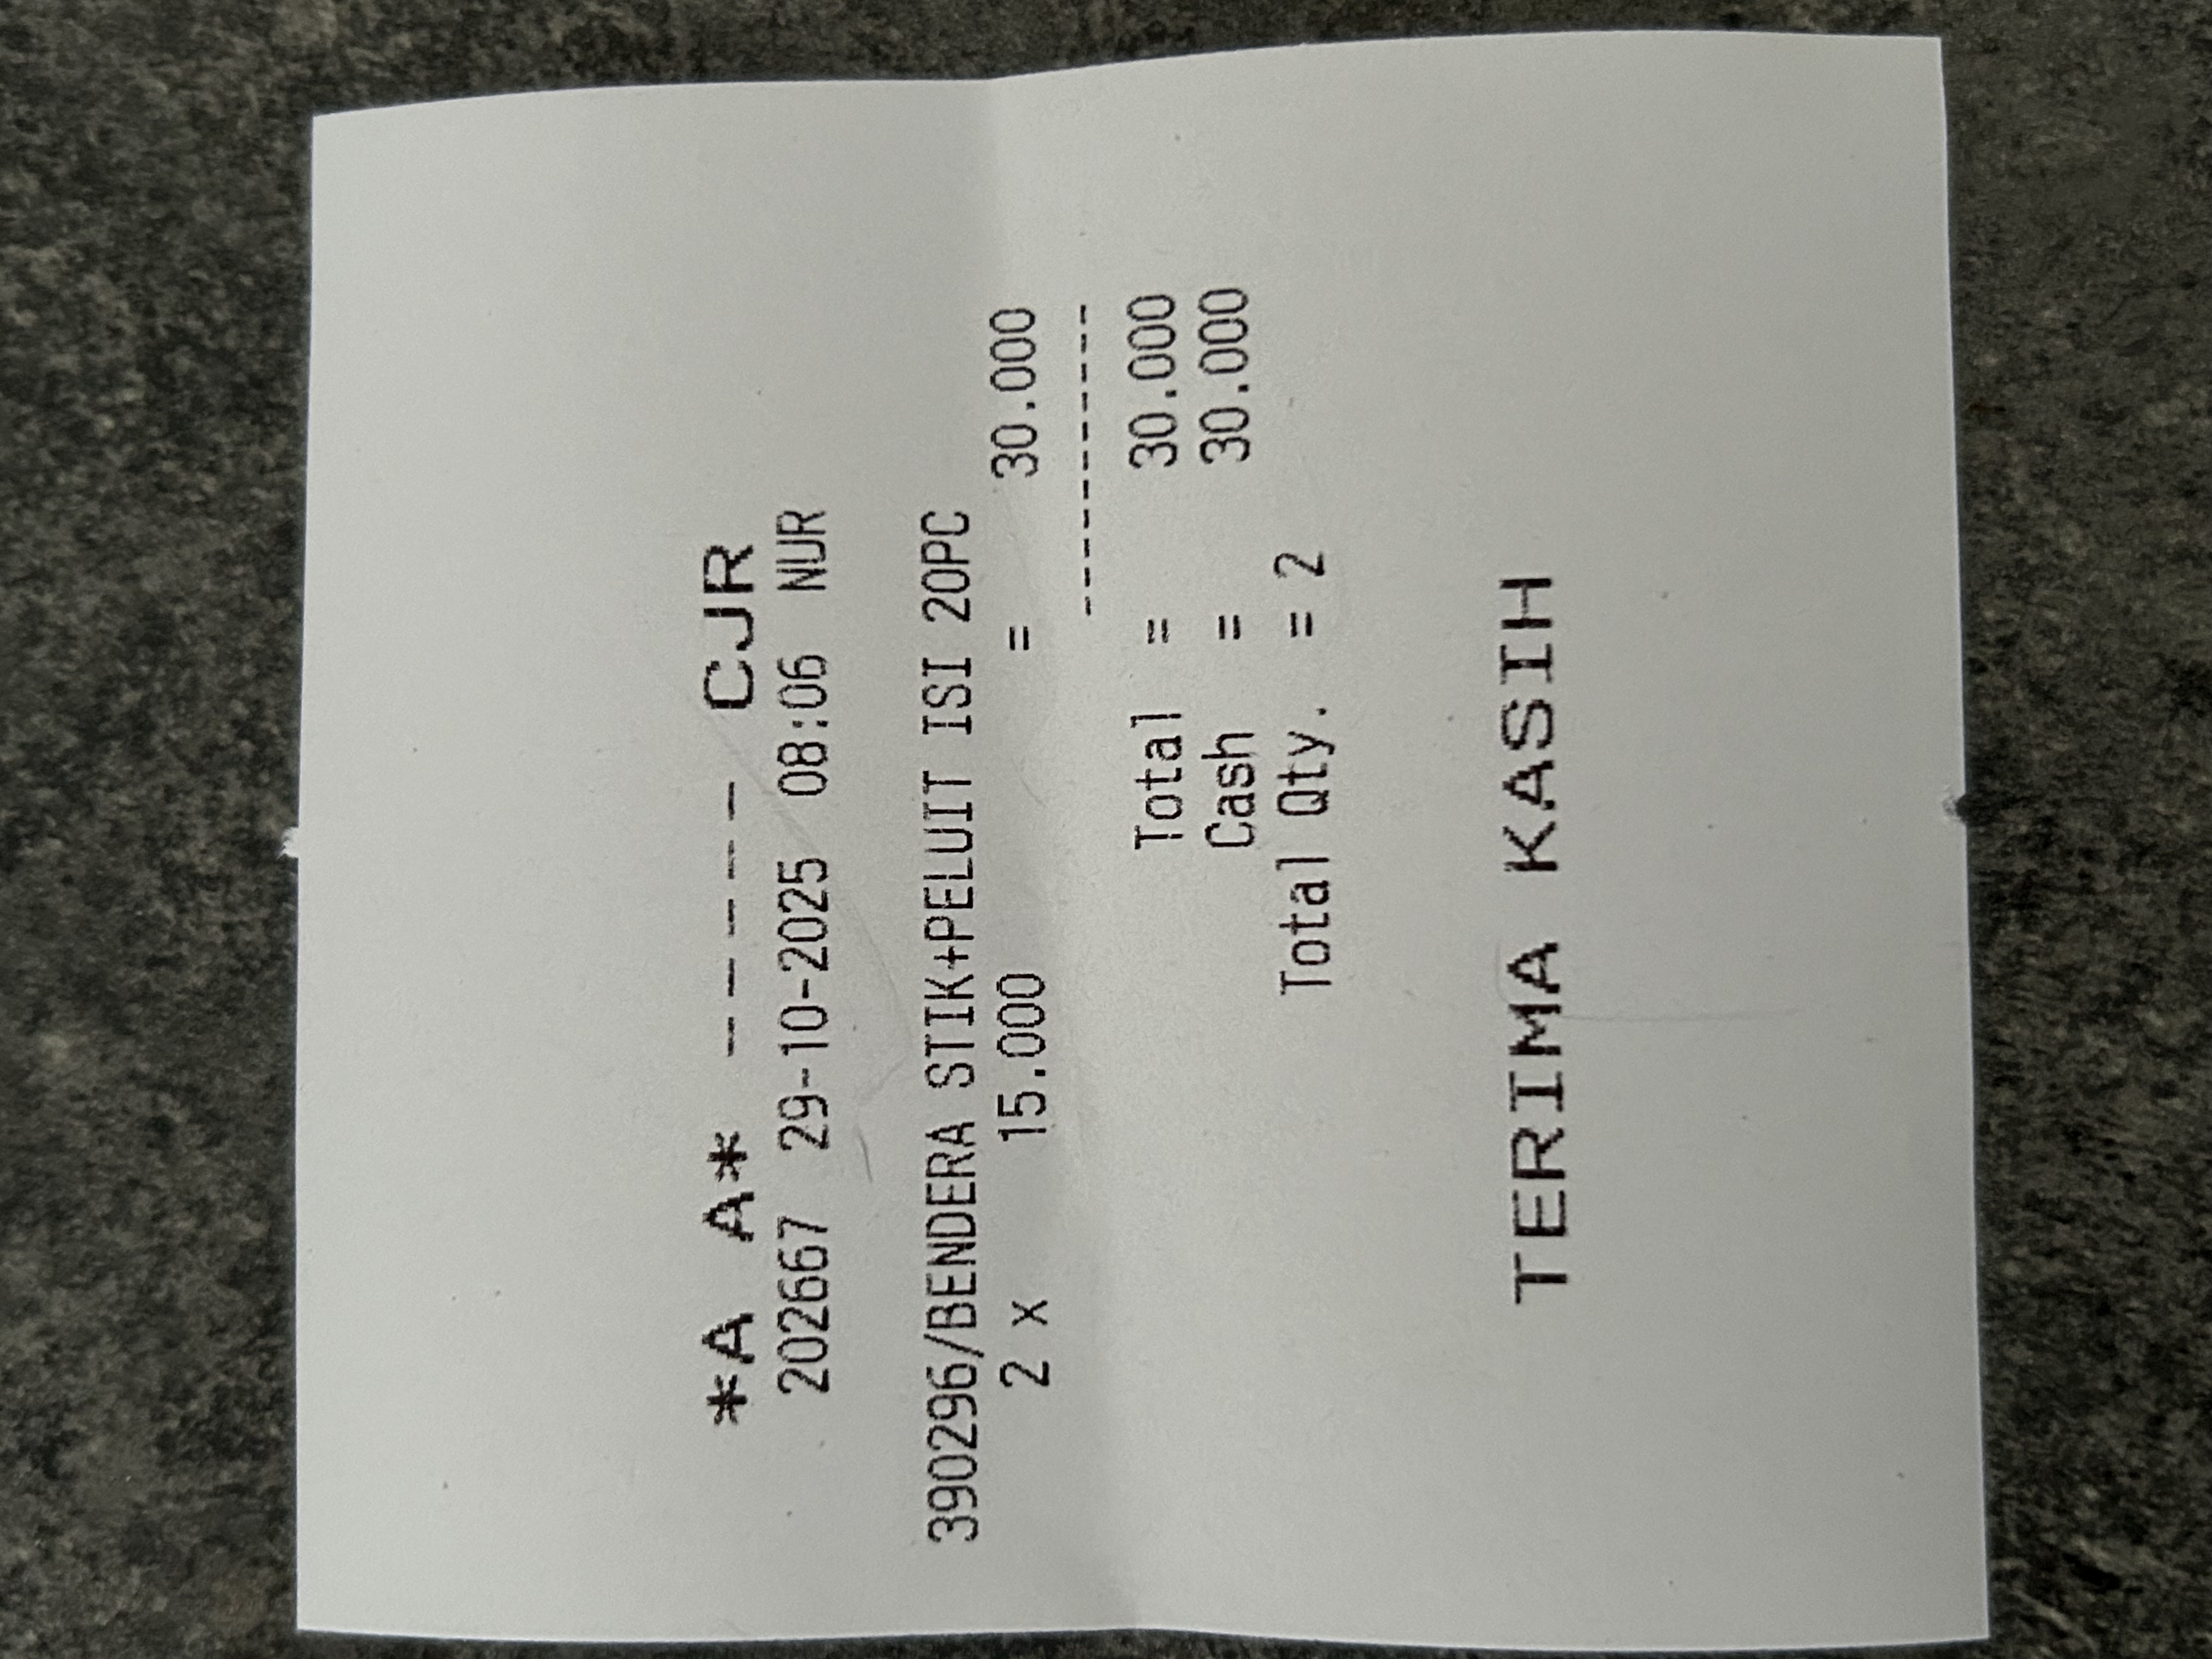 *A A* ------ CJR
202667 29-10-2025 08:06 NUR
390296/BENDERA STIK+PELUIT ISI 20PC
2 x 15.000 = 30.000
------------
Total = 30.000
Cash = 30.000
Total Qty. = 2
TERIMA KASIH